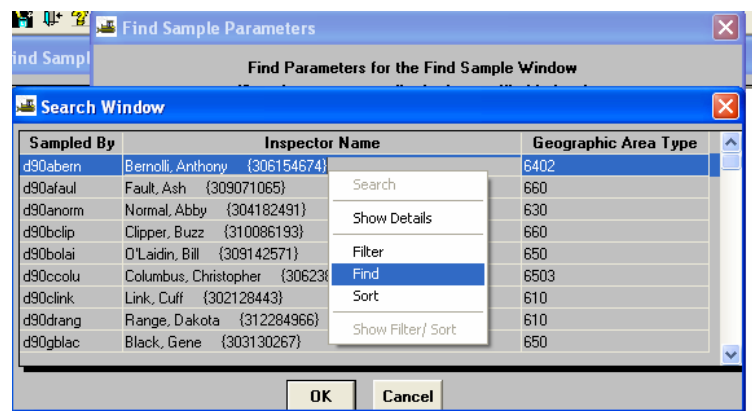 Find Sample Parameters
ind Sampl
Find Parameters for the Find Sample Window
Search Window
Sampled By Inspector Name Geographic Area Type
d90abern Bernolli, Anthony {306154674} 6402
d90afaul Fault, Ash {309071065} 660
d90anorm Normal, Abby {304182491} 630
d90bclip Clipper, Buzz {310086193} 660
d90bolai O'Laidin, Bill {309142571} 650
d90ccolu Columbus, Christopher {30623 6503
d90clink Link, Cuff {302128443} 610
d90drang Range, Dakota {312284966} 610
d90gblac Black, Gene {303130267} 650
Search
Show Details
Filter
Find
Sort
Show Filter/ Sort
OK Cancel